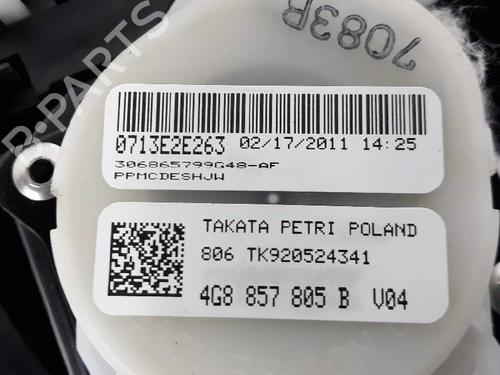 7083R
0713E2E263 02/17/2011 14:25
306865799G48-AF
PPMCDESHJW
TAKATA PETRI POLAND
806 TK920524341
4G8 857 805 B V04